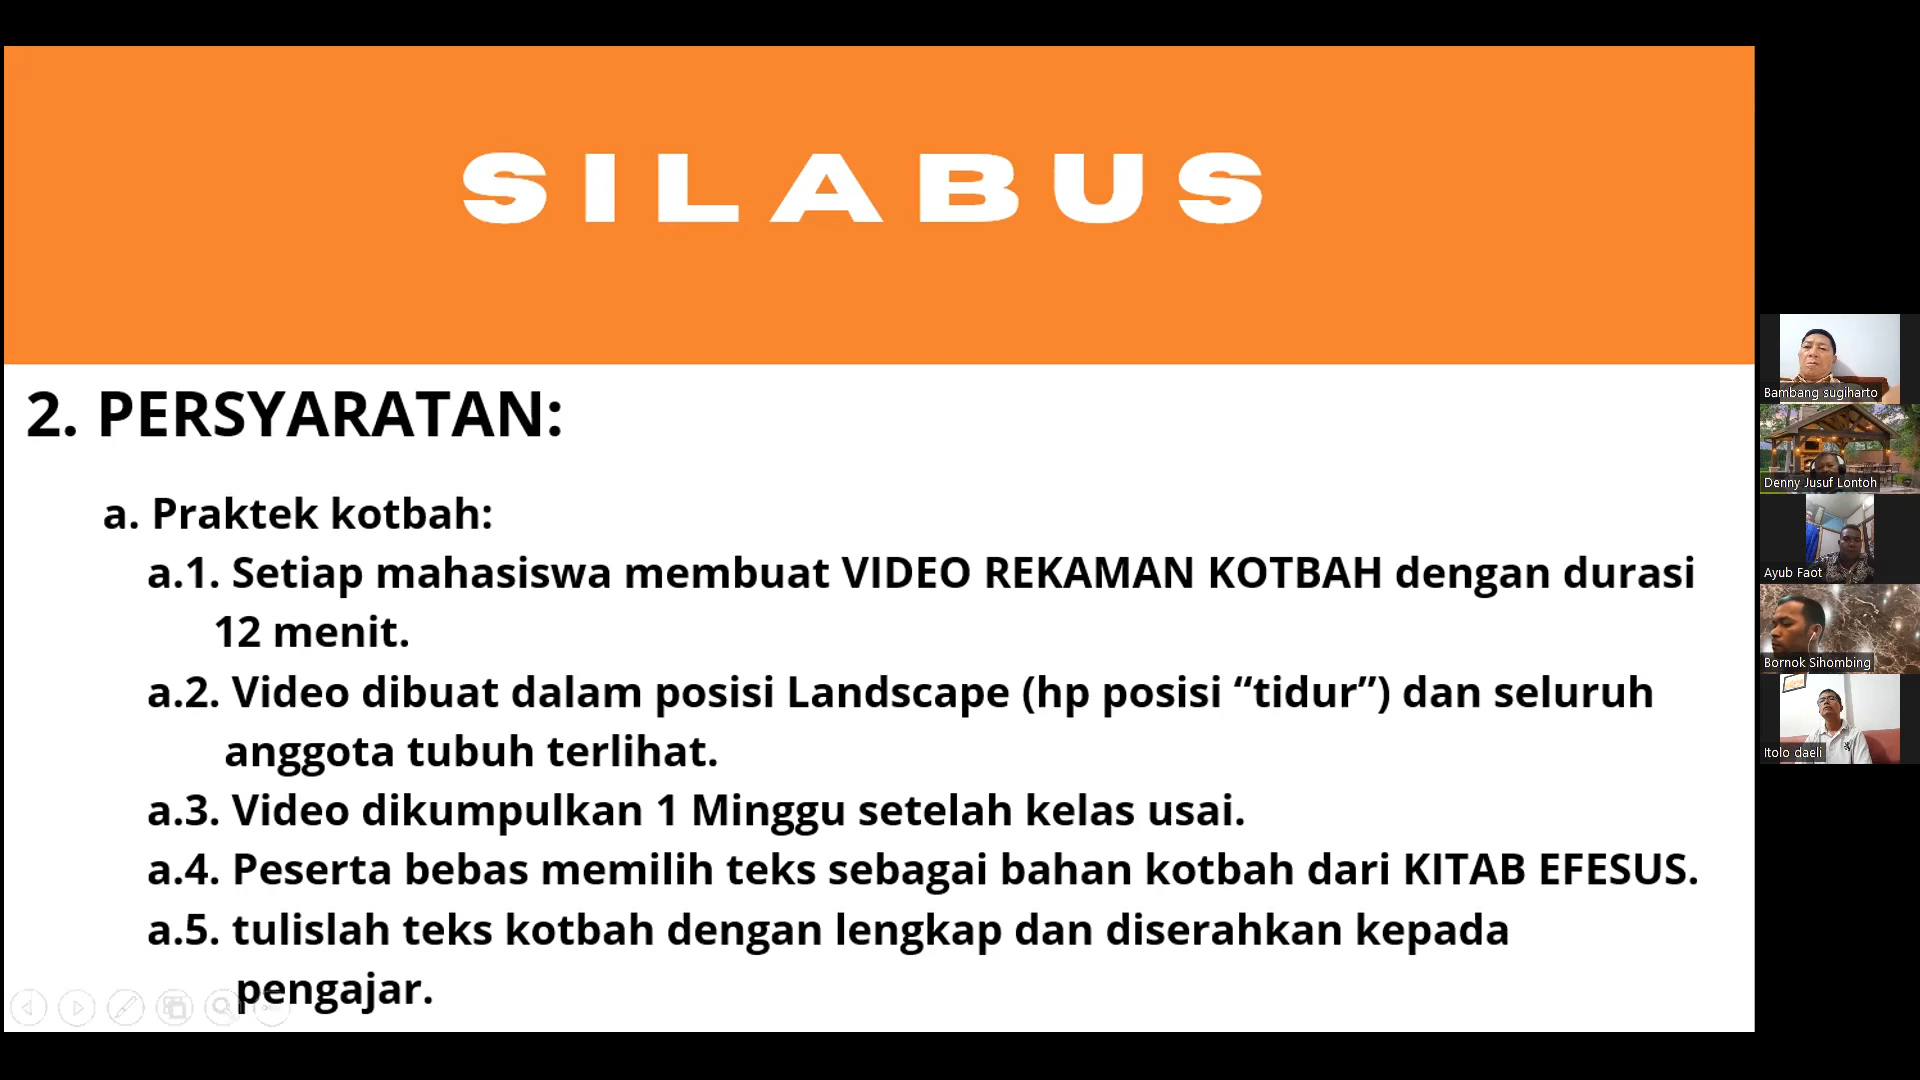 SILABUS
2. PERSYARATAN:
a. Praktek kotbah:
a.1. Setiap mahasiswa membuat VIDEO REKAMAN KOTBAH dengan durasi
12 menit.
a.2. Video dibuat dalam posisi Landscape (hp posisi “tidur”) dan seluruh
anggota tubuh terlihat.
a.3. Video dikumpulkan 1 Minggu setelah kelas usai.
a.4. Peserta bebas memilih teks sebagai bahan kotbah dari KITAB EFESUS.
a.5. tulislah teks kotbah dengan lengkap dan diserahkan kepada
pengajar.
Bambang sugiharto
Denny Jusuf Lontoh
Ayub Faot
Bornok Sihombing
Itolo daeli